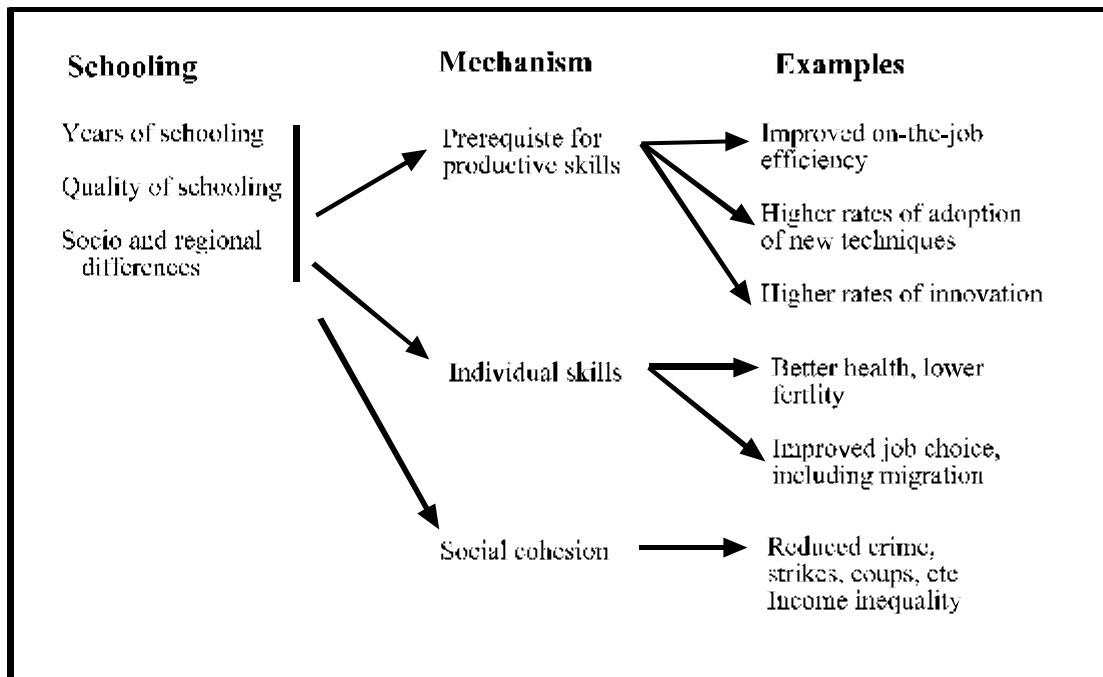 Schooling
Mechanism
Examples
Years of schooling
Quality of schooling
Socio and regional
differences
Prerequiste for
productive skills
Individual skills
Social cohesion
Improved on-the-job
efficiency
Higher rates of adoption
of new techniques
Higher rates of innovation
Better health, lower
fertlity
Improved job choice,
including migration
Reduced crime,
strikes, coups, etc
Income inequality